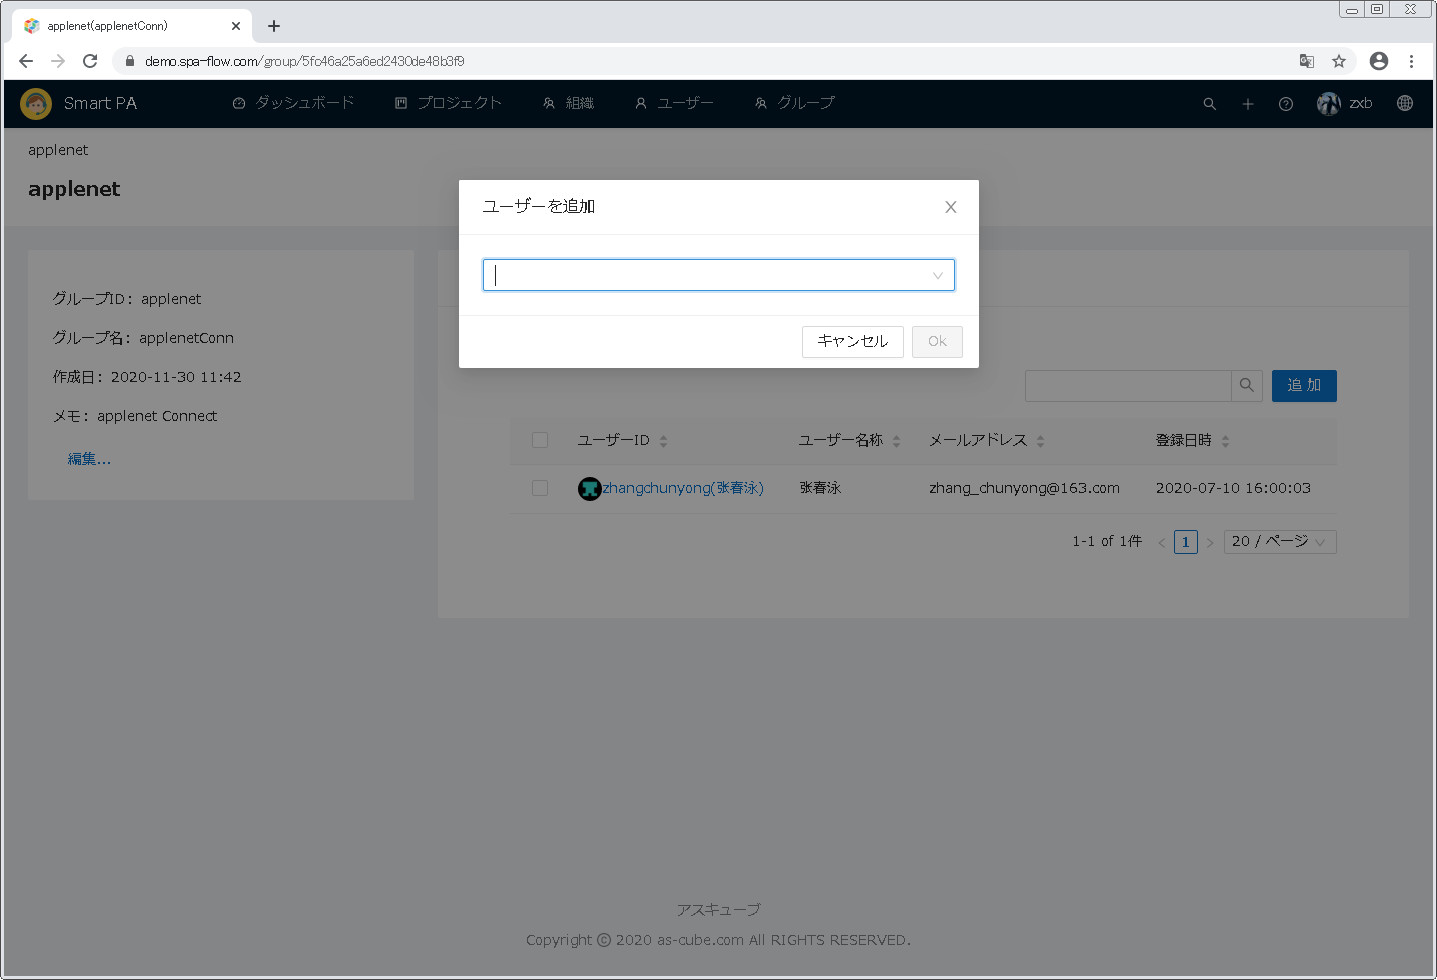 applenet(applenetConn)
demo.spa-flow.com/group/5fc46a25a6ed2430de48b3f9
Smart PA ダッシュボード プロジェクト 組織 ユーザー グループ zxb
applenet
applenet
ユーザーを追加
キャンセル Ok
グループID: applenet
グループ名: applenetConn
作成日: 2020-11-30 11:42
メモ: applenet Connect
編集...
追 加
ユーザーID ユーザー名称 メールアドレス 登録日時
zhangchunyong(张春泳) 张春泳 zhang_chunyong@163.com 2020-07-10 16:00:03
1-1 of 1件 < 1 > 20 / ページ
アスキューブ
Copyright © 2020 as-cube.com All RIGHTS RESERVED.